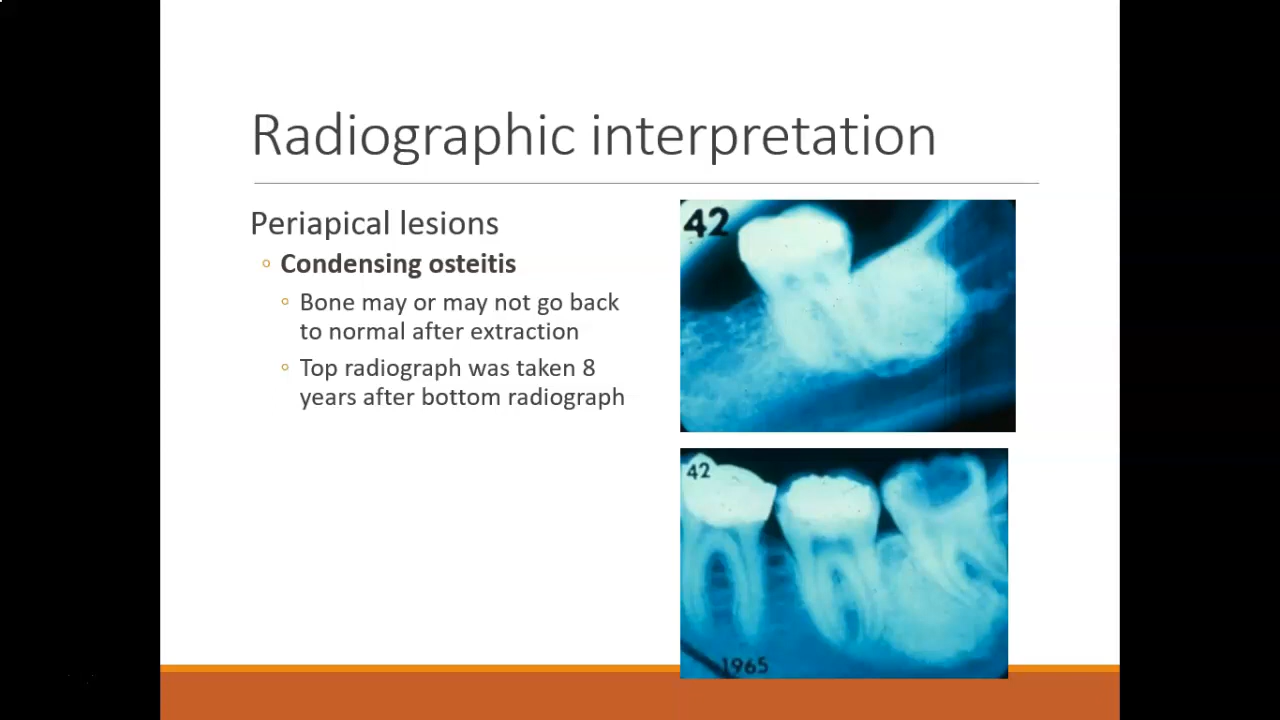 Radiographic interpretation
Periapical lesions
◦ Condensing osteitis
◦ Bone may or may not go back
to normal after extraction
◦ Top radiograph was taken 8
years after bottom radiograph
42
42
1965